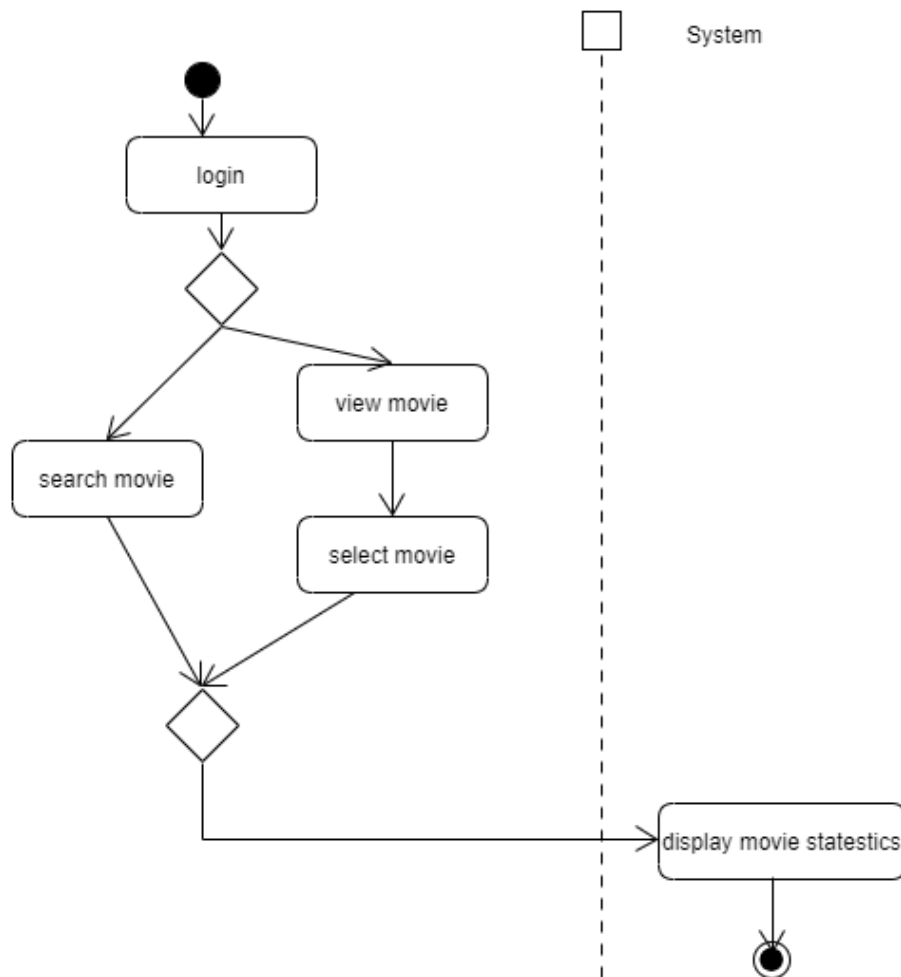 System
login
view movie
search movie
select movie
display movie statestics